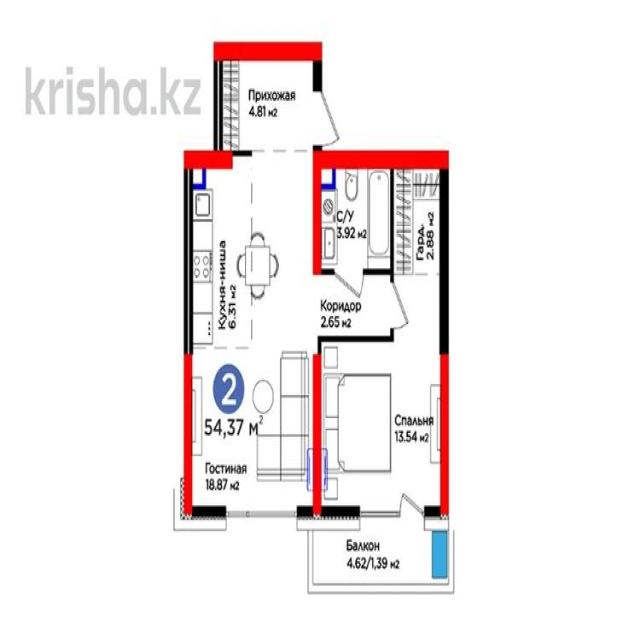 krisha.kz
Прихожая
4.81 м2
С/У
3.92 м2
Гард.
2.88 м2
Кухня-ниша
6.31 м2
Коридор
2.65 м2
2
54,37 м2
Гостиная
18.87 м2
Спальня
13.54 м2
Балкон
4.62/1,39 м2